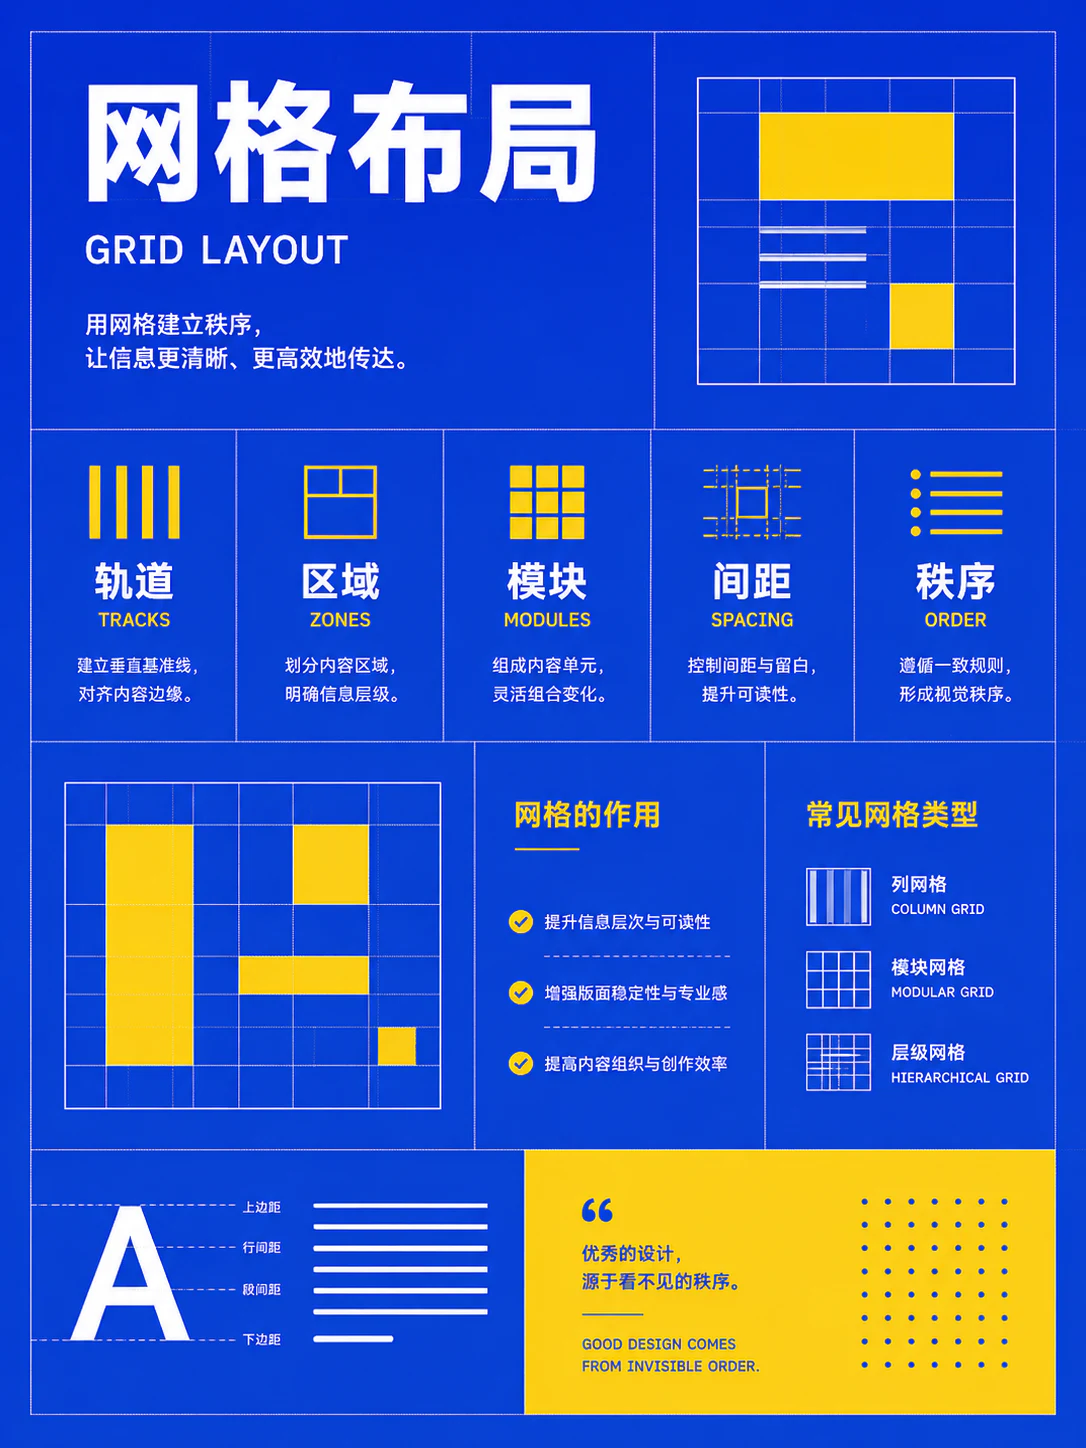 网格布局
GRID LAYOUT
用网格建立秩序，
让信息更清晰、更高效地传达。
轨道
TRACKS
建立垂直基准线，
对齐内容边缘。
区域
ZONES
划分内容区域，
明确信息层级。
模块
MODULES
组成内容单元，
灵活组合变化。
间距
SPACING
控制间距与留白，
提升可读性。
秩序
ORDER
遵循一致规则，
形成视觉秩序。
网格的作用
提升信息层次与可读性
增强版面稳定性与专业感
提高内容组织与创作效率
常见网格类型
列网格
COLUMN GRID
模块网格
MODULAR GRID
层级网格
HIERARCHICAL GRID
A
上边距
行间距
段间距
下边距
“
优秀的设计，
源于看不见的秩序。
GOOD DESIGN COMES
FROM INVISIBLE ORDER.